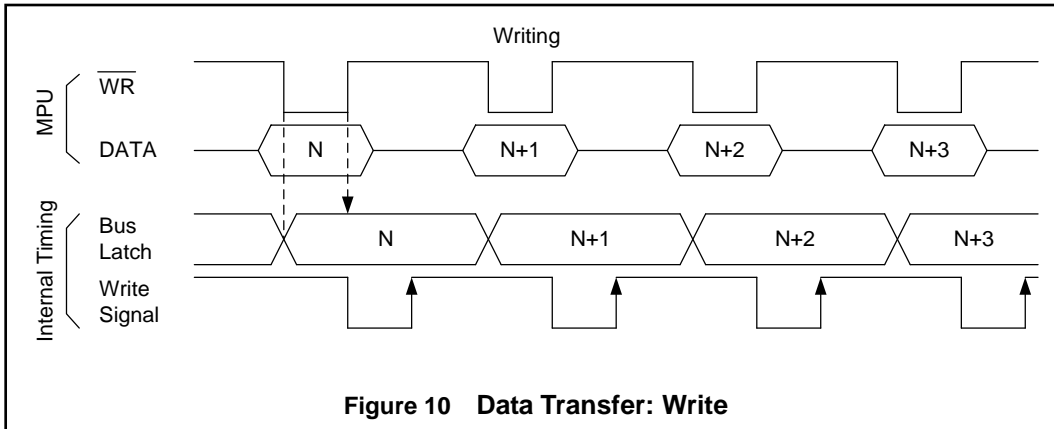 Writing
MPU
WR
DATA
N
N+1
N+2
N+3
Internal Timing
Bus
Latch
N
N+1
N+2
N+3
Write
Signal
Figure 10 Data Transfer: Write